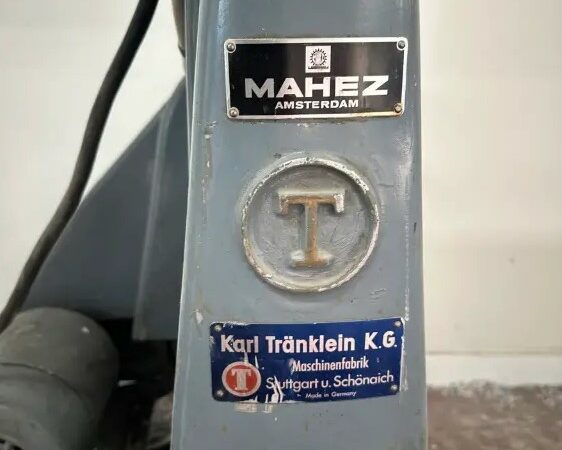 MAHEZ
AMSTERDAM
T
Karl Tränklein K.G.
Maschinenfabrik
T
Stuttgart u. Schönaich
Made in Germany